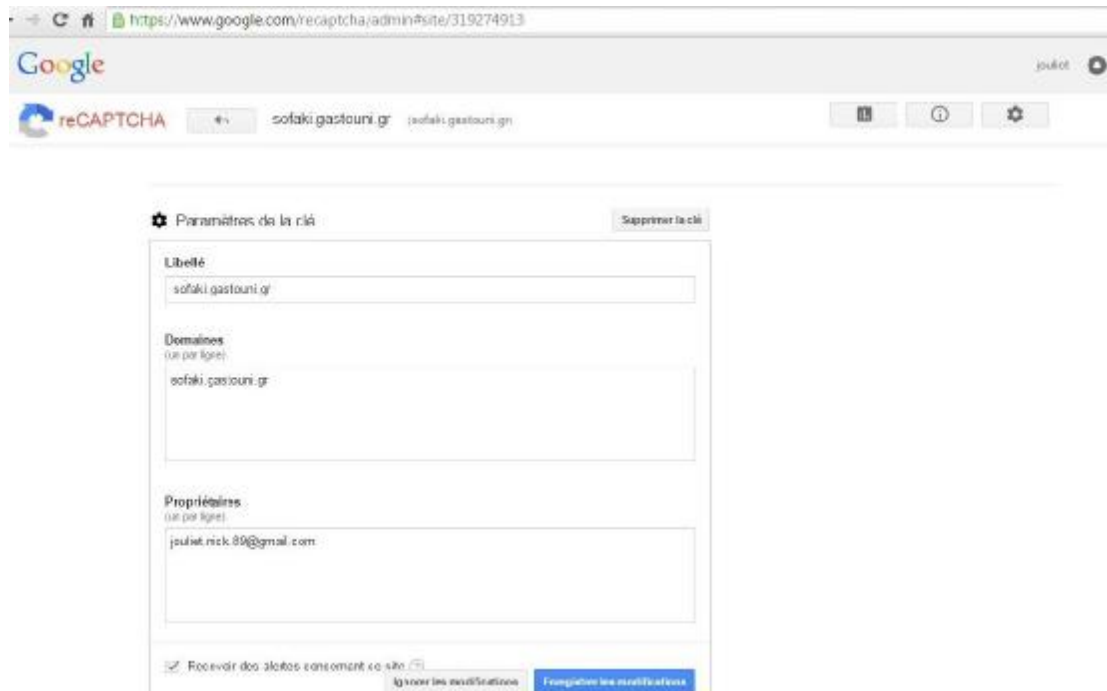 https://www.google.com/recaptcha/admin#site/319274913
Google
jouliet
reCAPTCHA sofaki.gastouni.gr (sofaki.gastouni.gr)
Paramètres de la clé Supprimer la clé
Libellé
sofaki.gastouni.gr
Domaines
(un par ligne)
sofaki.gastouni.gr
Propriétaires
(un par ligne)
jouliet.nick.89@gmail.com
Recevoir des alertes concernant ce site
Ignorer les modifications Enregistrer les modifications